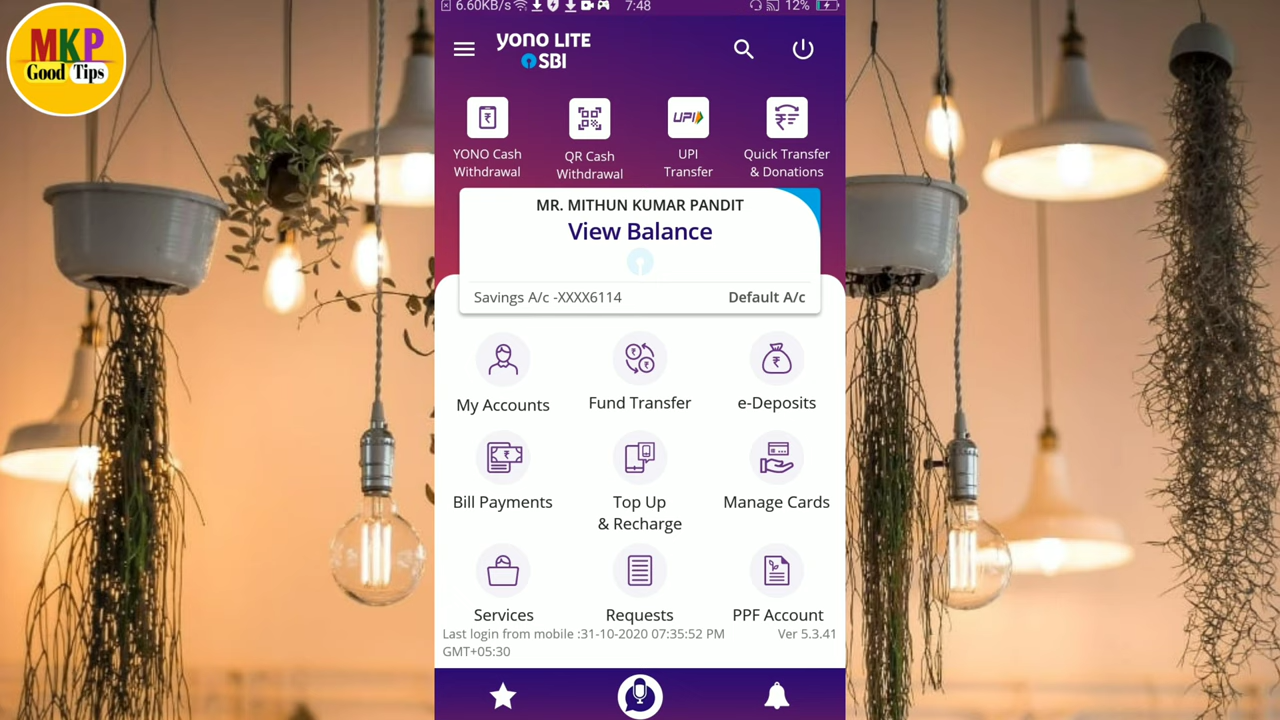 MKP
Good Tips
6.60KB/s
7:48
12%
YONO LITE
SBI
YONO Cash
Withdrawal
QR Cash
Withdrawal
UPI
UPI
Transfer
Quick Transfer
& Donations
MR. MITHUN KUMAR PANDIT
View Balance
Savings A/c -XXXX6114
Default A/c
My Accounts
Fund Transfer
e-Deposits
Bill Payments
Top Up
& Recharge
Manage Cards
Services
Requests
PPF Account
Last login from mobile :31-10-2020 07:35:52 PM
GMT+05:30
Ver 5.3.41